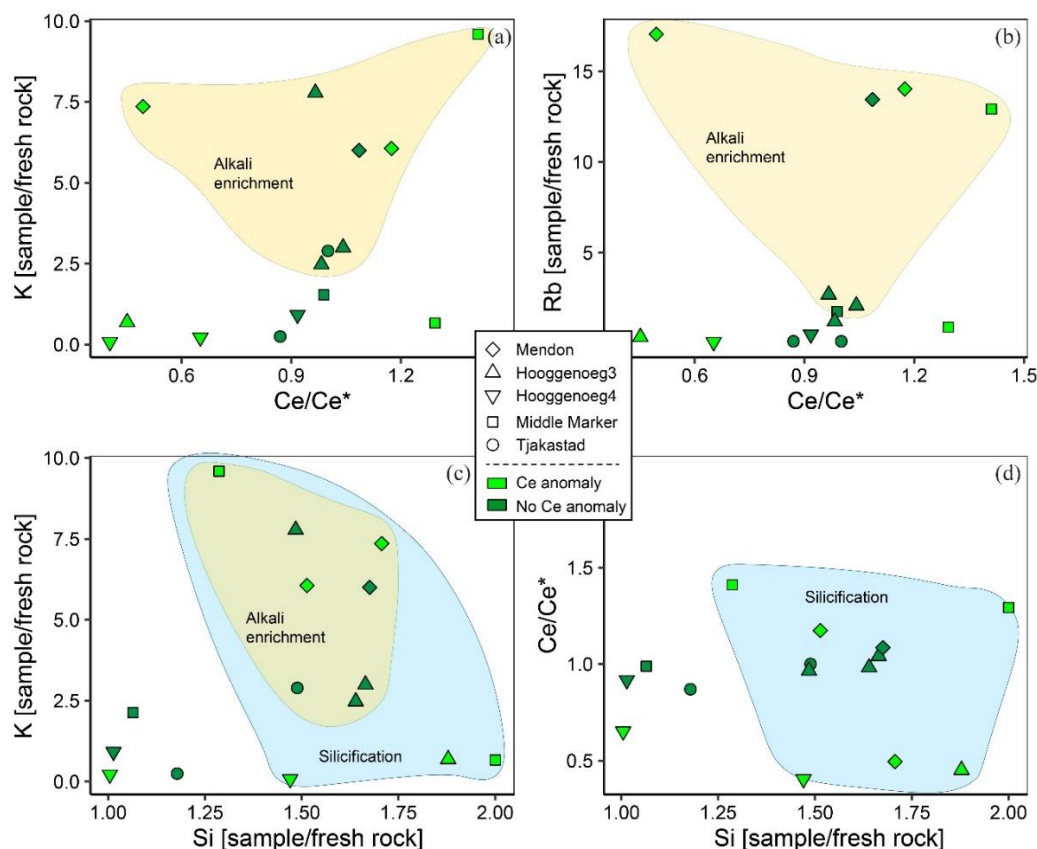 (a)
K [sample/fresh rock]
10.0
7.5
5.0
2.5
0.0
Alkali
enrichment
0.6 0.9 1.2
Ce/Ce*
(b)
Rb [sample/fresh rock]
15
10
5
Alkali
enrichment
0.6 0.9 1.2 1.5
Ce/Ce*
Mendon
Hooggenoeg3
Hooggenoeg4
Middle Marker
Tjakastad
Ce anomaly
No Ce anomaly
(c)
K [sample/fresh rock]
10.0
7.5
5.0
2.5
0.0
Alkali
enrichment
Silicification
1.00 1.25 1.50 1.75 2.00
Si [sample/fresh rock]
(d)
Ce/Ce*
1.5
1.0
0.5
Silicification
1.00 1.25 1.50 1.75 2.00
Si [sample/fresh rock]